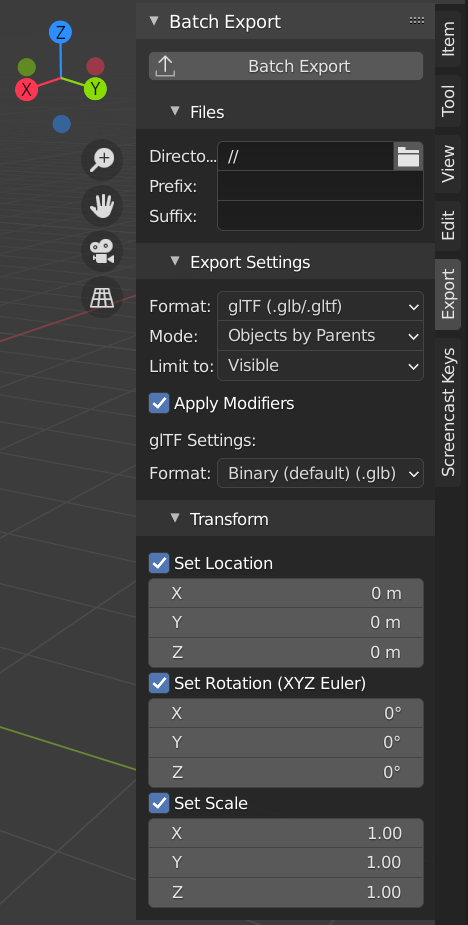 Batch Export
Batch Export
Files
Directo... //
Prefix:
Suffix:
Export Settings
Format: glTF (.glb/.gltf)
Mode: Objects by Parents
Limit to: Visible
Apply Modifiers
glTF Settings:
Format: Binary (default) (.glb)
Transform
Set Location
X 0 m
Y 0 m
Z 0 m
Set Rotation (XYZ Euler)
X 0°
Y 0°
Z 0°
Set Scale
X 1.00
Y 1.00
Z 1.00
Z
X
Y
Item
Tool
View
Edit
Export
Screencast Keys